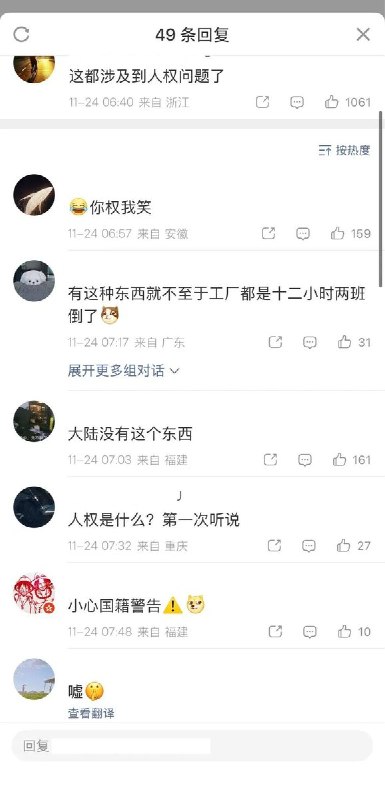 49 条回复
这都涉及到人权问题了
11-24 06:40 来自 浙江
1061
按热度
😂你权我笑
11-24 06:57 来自 安徽
159
有这种东西就不至于工厂都是十二小时两班
倒了
11-24 07:17 来自 广东
31
展开更多组对话
大陆没有这个东西
11-24 07:03 来自 福建
161
人权是什么？第一次听说
11-24 07:32 来自 重庆
27
小心国籍警告⚠️
11-24 07:48 来自 福建
10
嘘🤫
查看翻译
回复